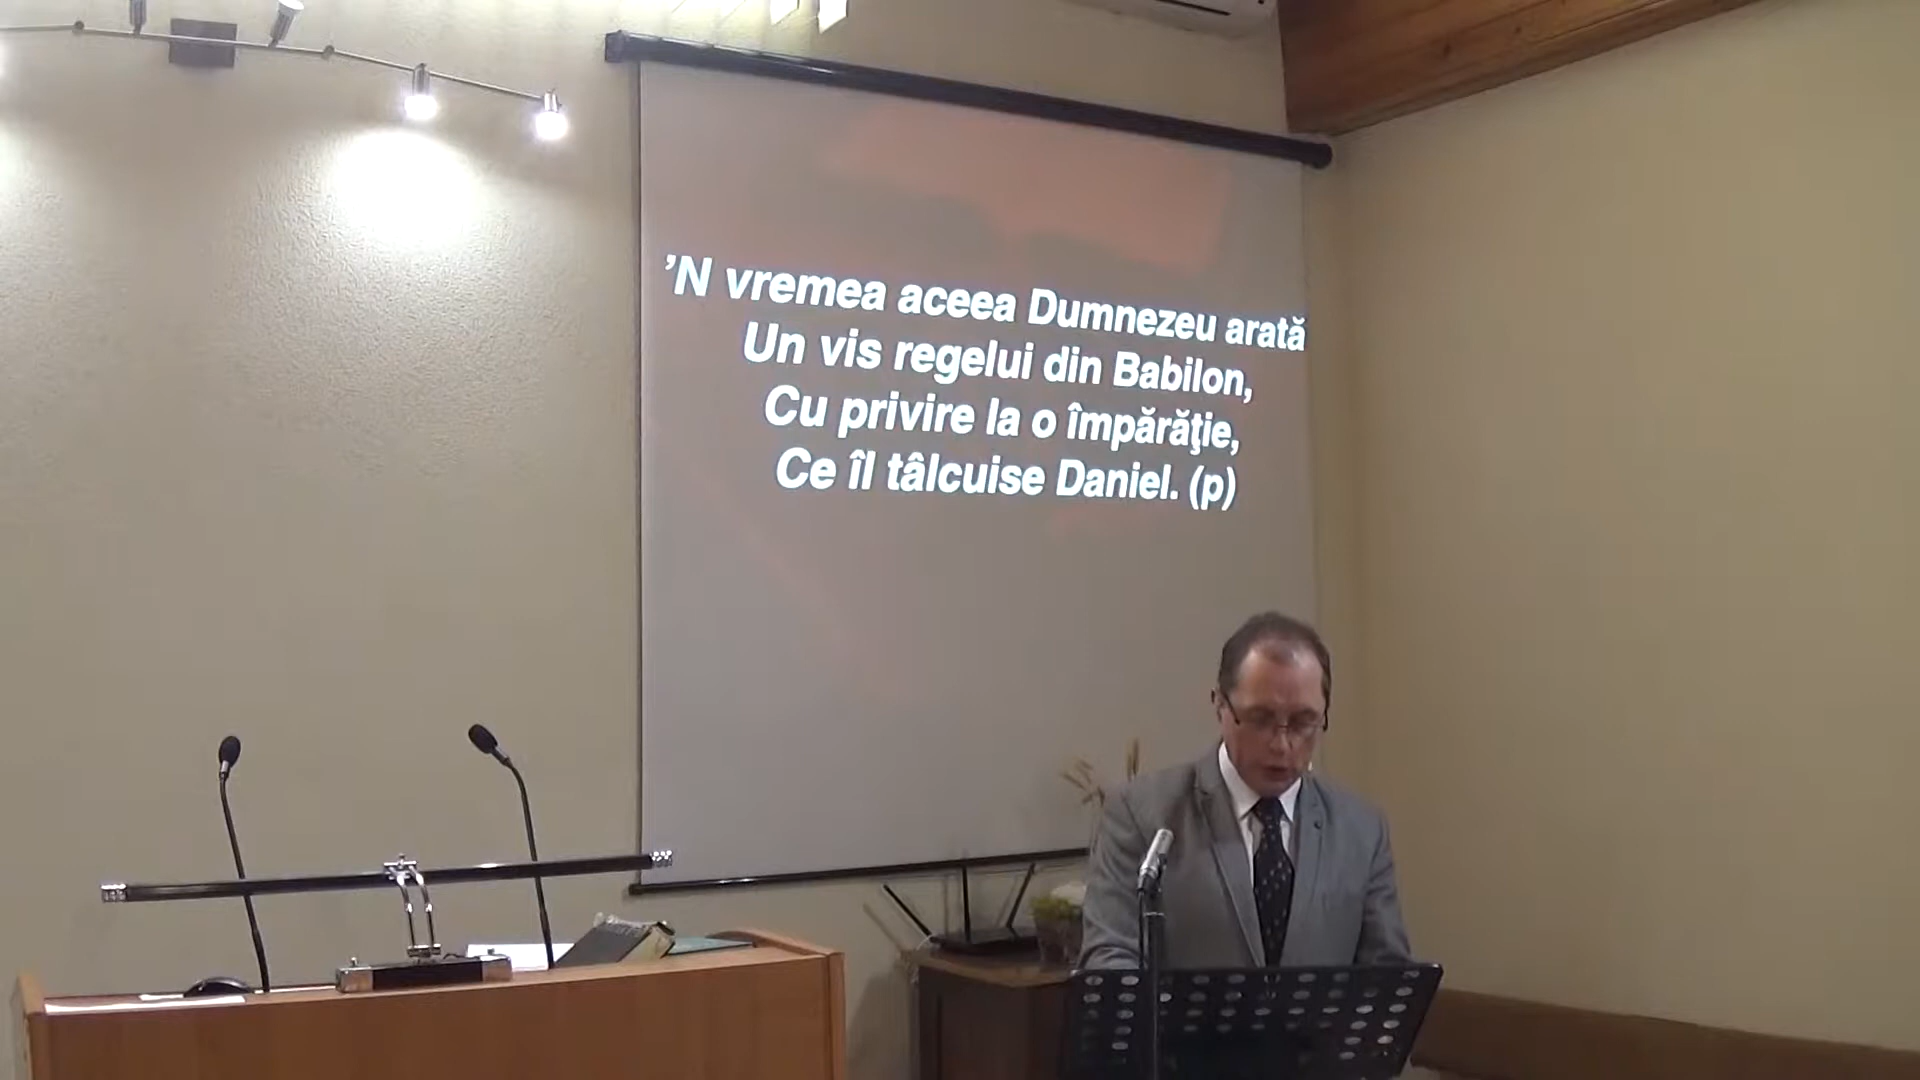 ’N vremea aceea Dumnezeu arată
Un vis regelui din Babilon,
Cu privire la o împărăţie,
Ce îl tâlcuise Daniel. (p)